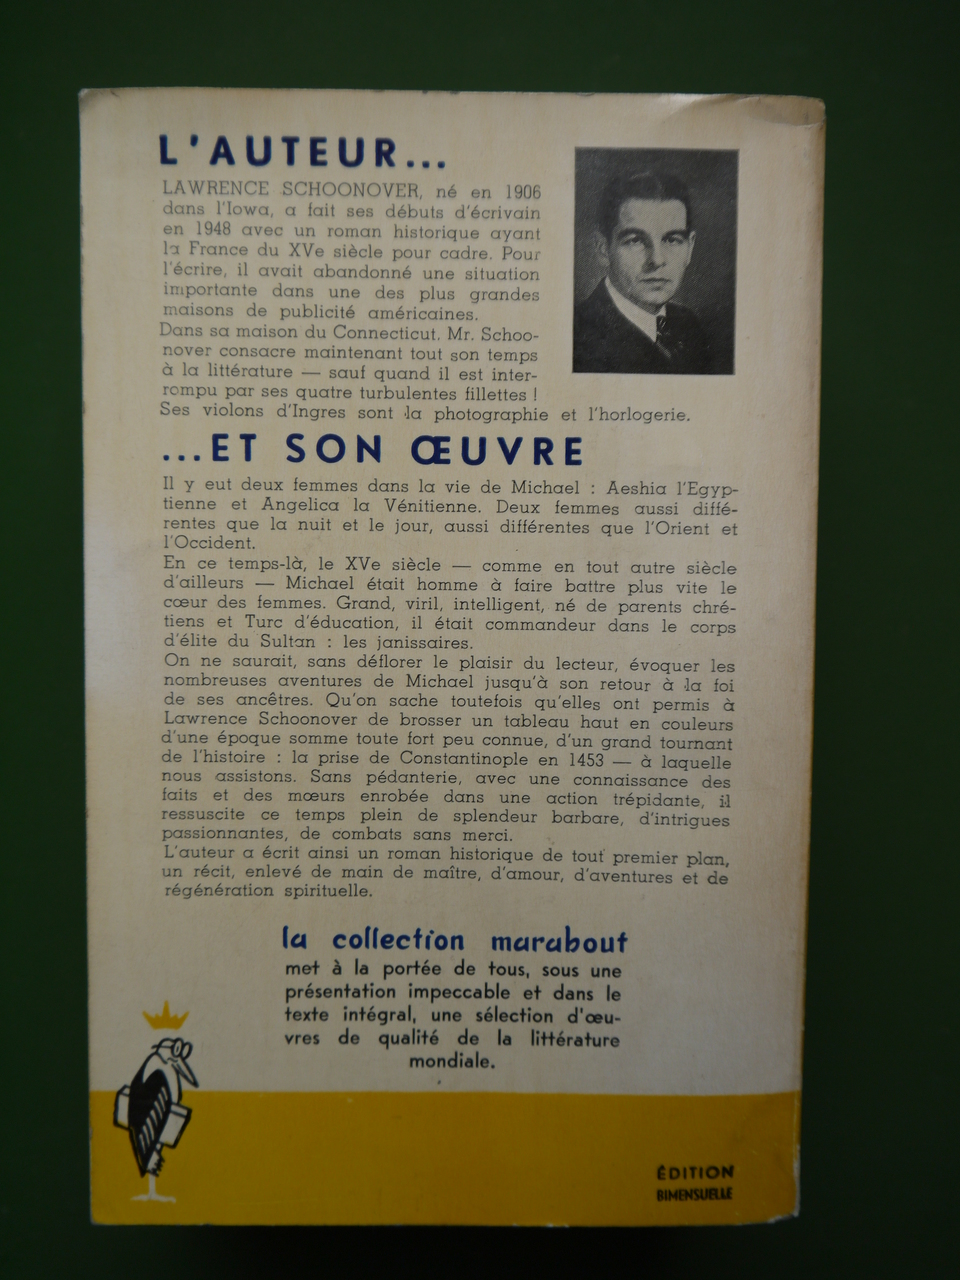 L'AUTEUR...
LAWRENCE SCHOONOVER, né en 1906
dans l'Iowa, a fait ses débuts d'écrivain
en 1948 avec un roman historique ayant
la France du XVe siècle pour cadre. Pour
l'écrire, il avait abandonné une situation
importante dans une des plus grandes
maisons de publicité américaines.
Dans sa maison du Connecticut, Mr. Schoo-
nover consacre maintenant tout son temps
à la littérature — sauf quand il est inter-
rompu par ses quatre turbulentes fillettes !
Ses violons d'Ingres sont la photographie et l'horlogerie.
...ET SON ŒUVRE
Il y eut deux femmes dans la vie de Michael : Aeshia l'Egyp-
tienne et Angelica la Vénitienne. Deux femmes aussi diffé-
rentes que la nuit et le jour, aussi différentes que l'Orient et
l'Occident.
En ce temps-là, le XVe siècle — comme en tout autre siècle
d'ailleurs — Michael était homme à faire battre plus vite le
cœur des femmes. Grand, viril, intelligent, né de parents chré-
tiens et Turc d'éducation, il était commandeur dans le corps
d'élite du Sultan : les janissaires.
On ne saurait, sans déflorer le plaisir du lecteur, évoquer les
nombreuses aventures de Michael jusqu'à son retour à la foi
de ses ancêtres. Qu'on sache toutefois qu'elles ont permis à
Lawrence Schoonover de brosser un tableau haut en couleurs
d'une époque somme toute fort peu connue, d'un grand tournant
de l'histoire : la prise de Constantinople en 1453 — à laquelle
nous assistons. Sans pédanterie, avec une connaissance des
faits et des mœurs enrobée dans une action trépidante, il
ressuscite ce temps plein de splendeur barbare, d'intrigues
passionnantes, de combats sans merci.
L'auteur a écrit ainsi un roman historique de tout premier plan,
un récit, enlevé de main de maître, d'amour, d'aventures et de
régénération spirituelle.
la collection marabout
met à la portée de tous, sous une
présentation impeccable et dans le
texte intégral, une sélection d'œu-
vres de qualité de la littérature
mondiale.
ÉDITION
BIMENSUELLE